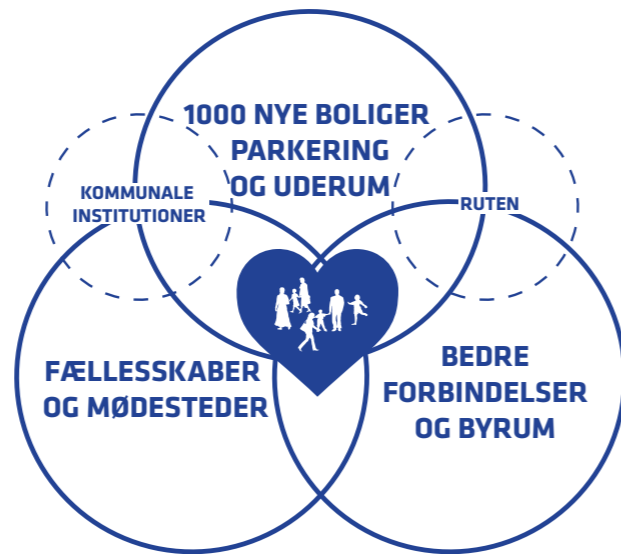 1000 NYE BOLIGER
PARKERING
OG UDERUM
KOMMUNALE
INSTITUTIONER
RUTEN
FÆLLESSKABER
OG MØDESTEDER
BEDRE
FORBINDELSER
OG BYRUM